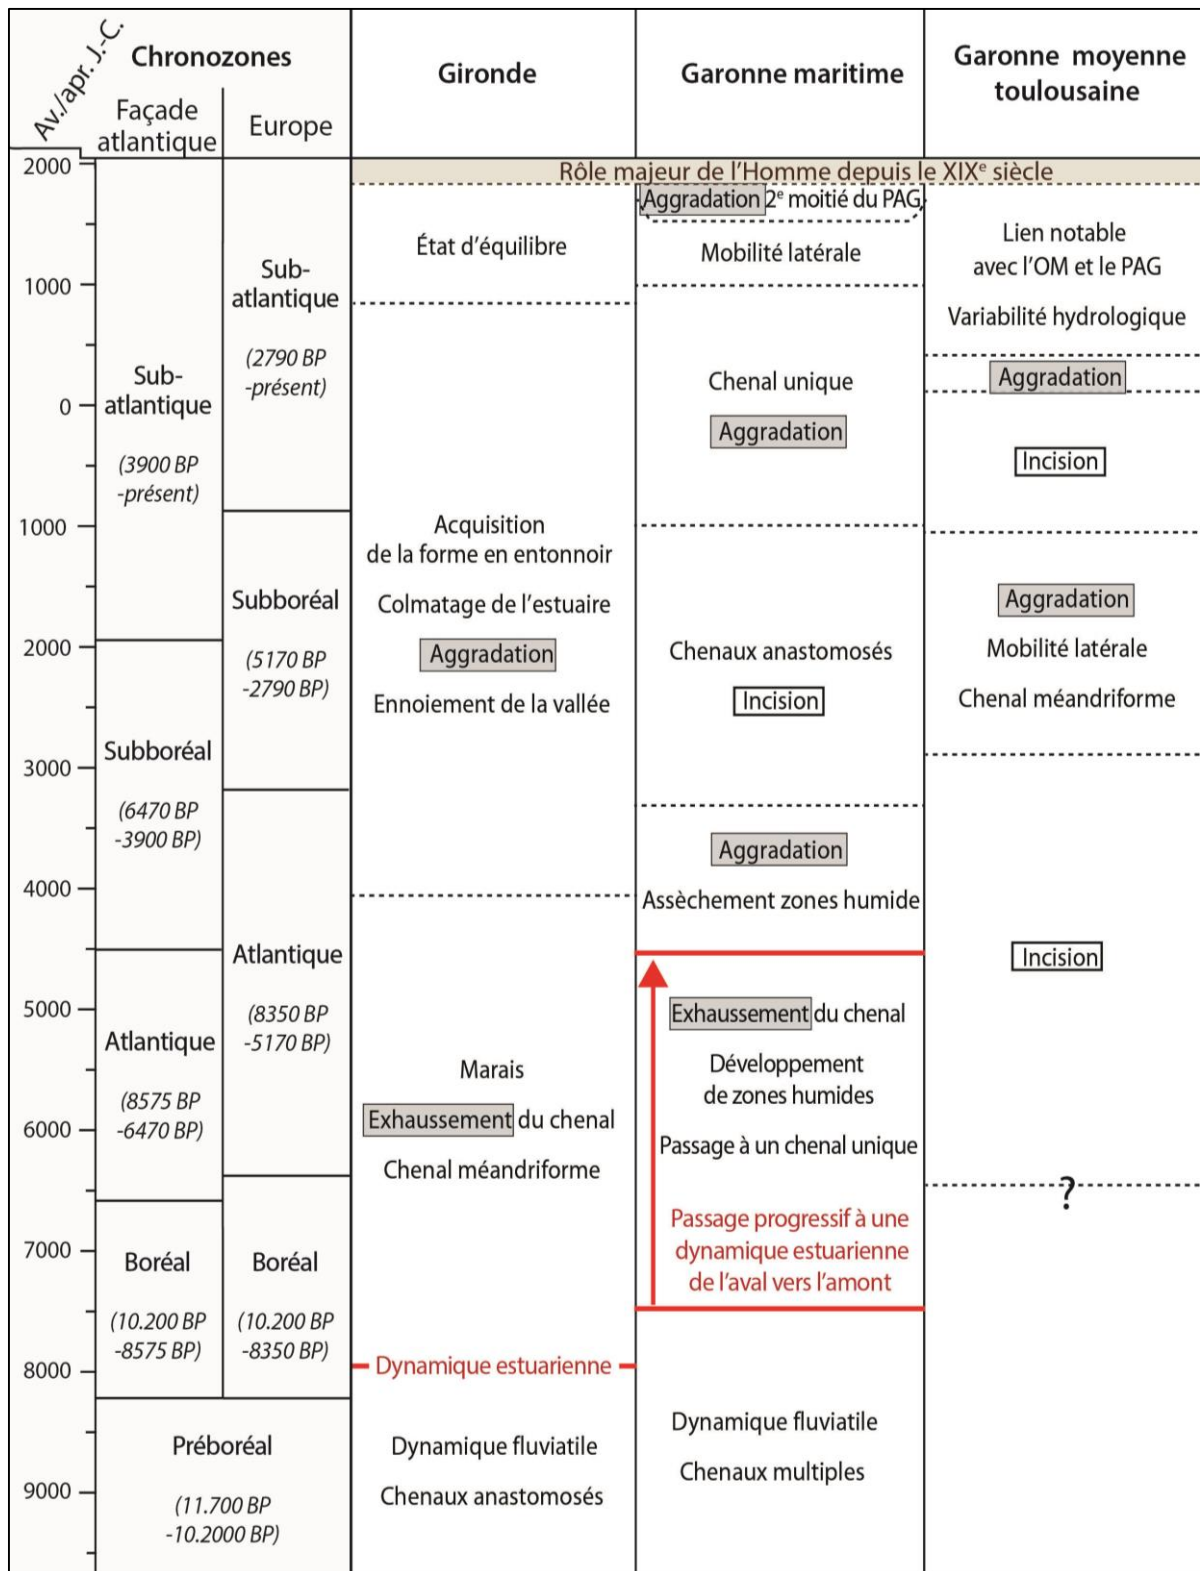 Av./apr. J.-C.
Chronozones
Façade
atlantique
Europe
Gironde
Garonne maritime
Garonne moyenne
toulousaine
2000
1000
0
1000
2000
3000
4000
5000
6000
7000
8000
9000
Sub-
atlantique
(3900 BP
-présent)
Subboréal
(6470 BP
-3900 BP)
Atlantique
(8575 BP
-6470 BP)
Boréal
(10.200 BP
-8575 BP)
Sub-
atlantique
(2790 BP
-présent)
Subboréal
(5170 BP
-2790 BP)
Atlantique
(8350 BP
-5170 BP)
Boréal
(10.200 BP
-8350 BP)
Préboréal
(11.700 BP
-10.2000 BP)
Rôle majeur de l'Homme depuis le XIXe siècle
État d'équilibre
Acquisition
de la forme en entonnoir
Colmatage de l'estuaire
Aggradation
Ennoiement de la vallée
Marais
Exhaussement du chenal
Chenal méandriforme
Dynamique estuarienne
Dynamique fluviatile
Chenaux anastomosés
Aggradation 2e moitié du PAG
Mobilité latérale
Chenal unique
Aggradation
Chenaux anastomosés
Incision
Aggradation
Assèchement zones humide
Exhaussement du chenal
Développement
de zones humides
Passage à un chenal unique
Passage progressif à une
dynamique estuarienne
de l'aval vers l'amont
Dynamique fluviatile
Chenaux multiples
Lien notable
avec l'OM et le PAG
Variabilité hydrologique
Aggradation
Incision
Aggradation
Mobilité latérale
Chenal méandriforme
Incision
?